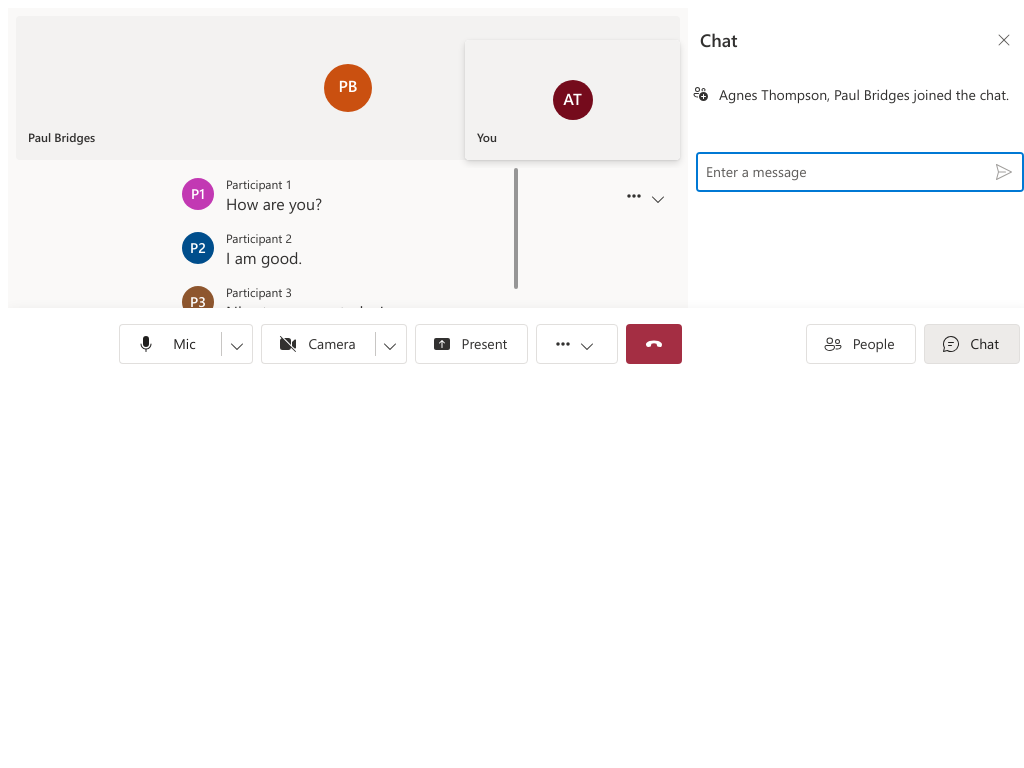 PB
Paul Bridges
AT
You
Participant 1
P1
How are you?
Participant 2
P2
I am good.
Participant 3
P3
Chat
Agnes Thompson, Paul Bridges joined the chat.
Enter a message
Mic
Camera
Present
People
Chat